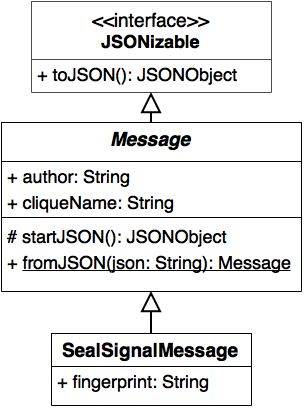 <<interface>>
JSONizable
+ toJSON(): JSONObject
Message
+ author: String
+ cliqueName: String
# startJSON(): JSONObject
+ fromJSON(json: String): Message
SealSignalMessage
+ fingerprint: String